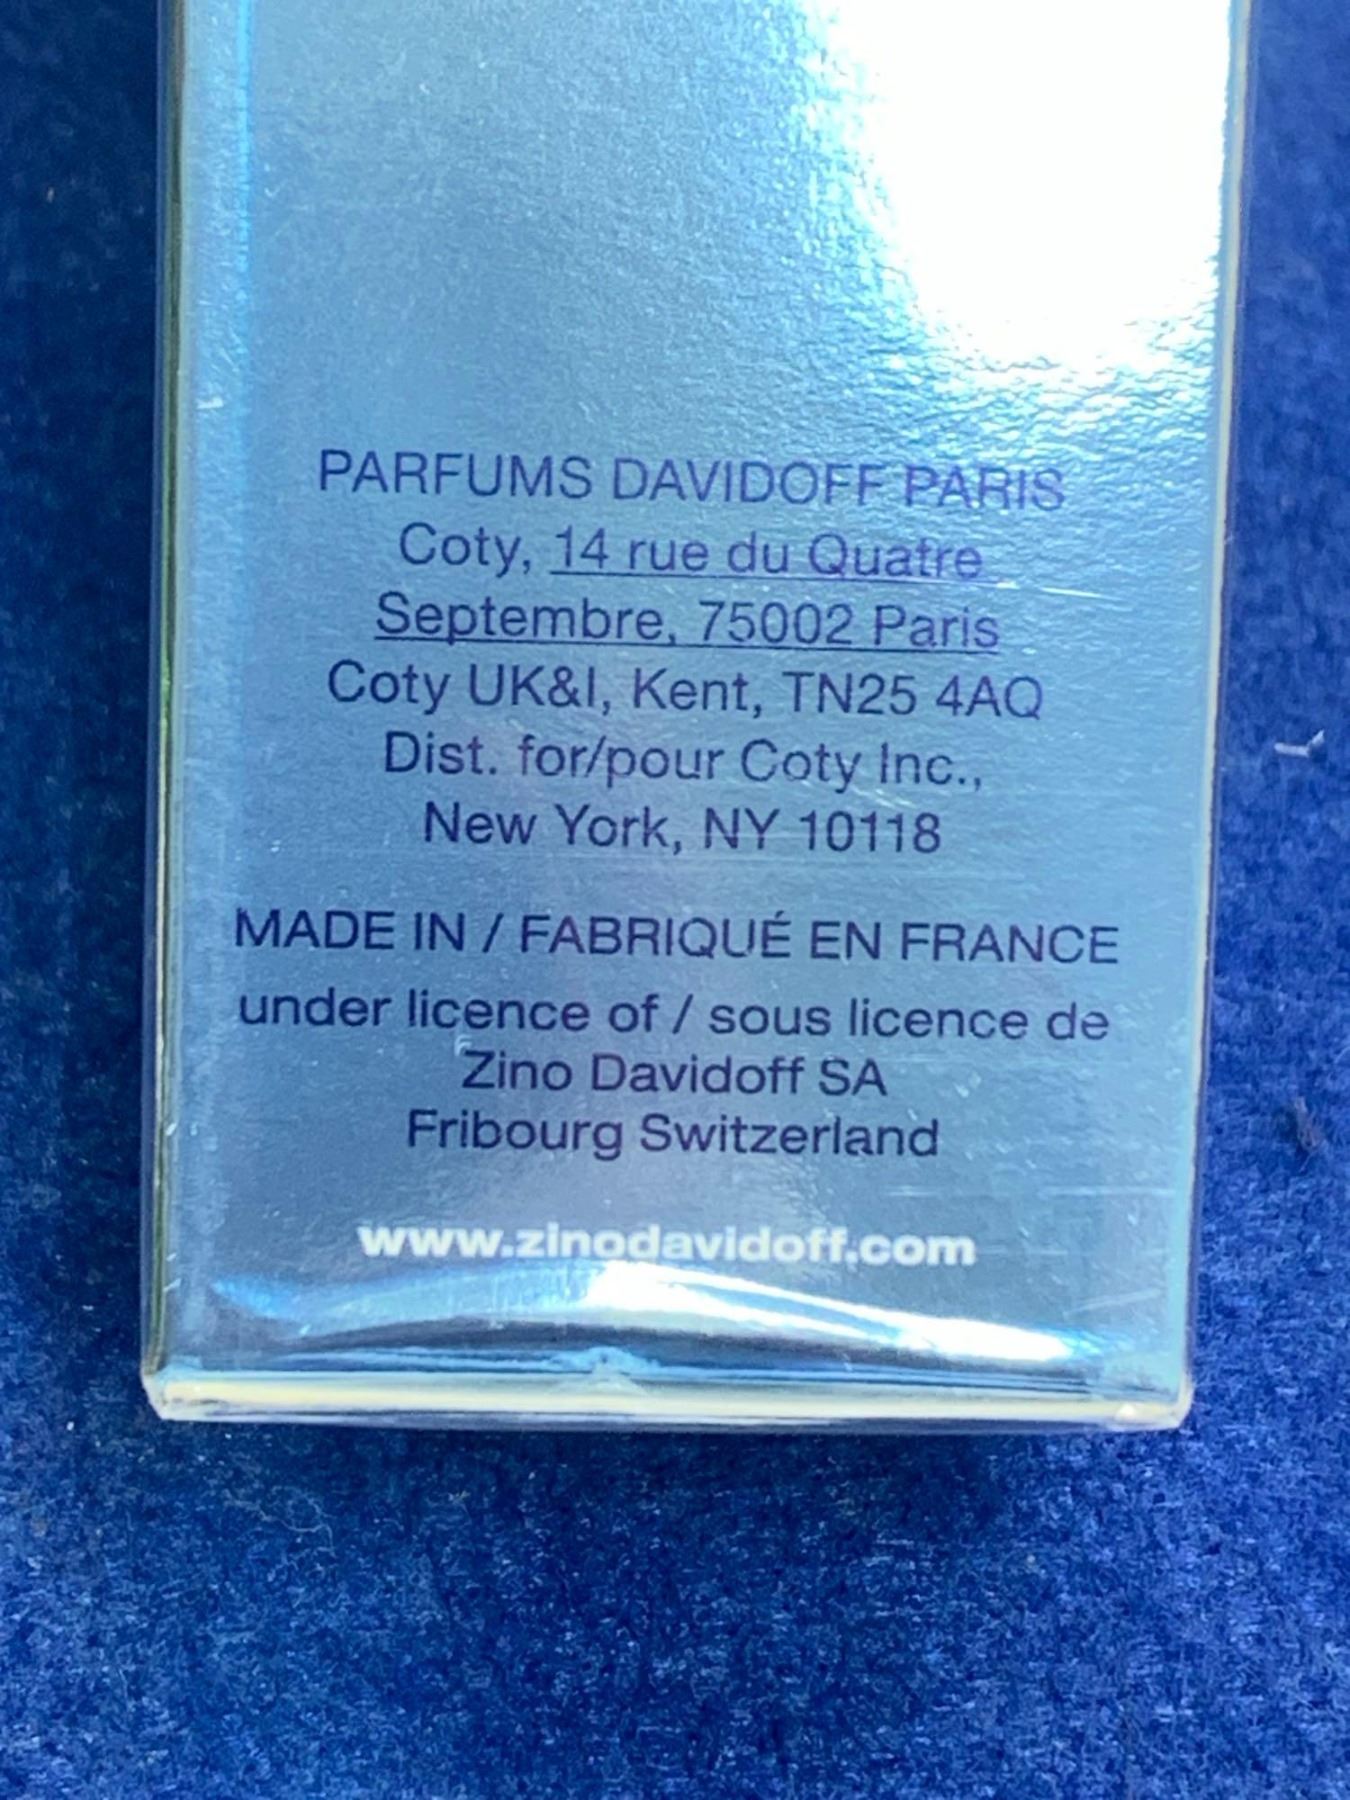 PARFUMS DAVIDOFF PARIS
Coty, 14 rue du Quatre
Septembre, 75002 Paris
Coty UK&I, Kent, TN25 4AQ
Dist. for/pour Coty Inc.,
New York, NY 10118
MADE IN / FABRIQUÉ EN FRANCE
under licence of / sous licence de
Zino Davidoff SA
Fribourg Switzerland
www.zinodavidoff.com